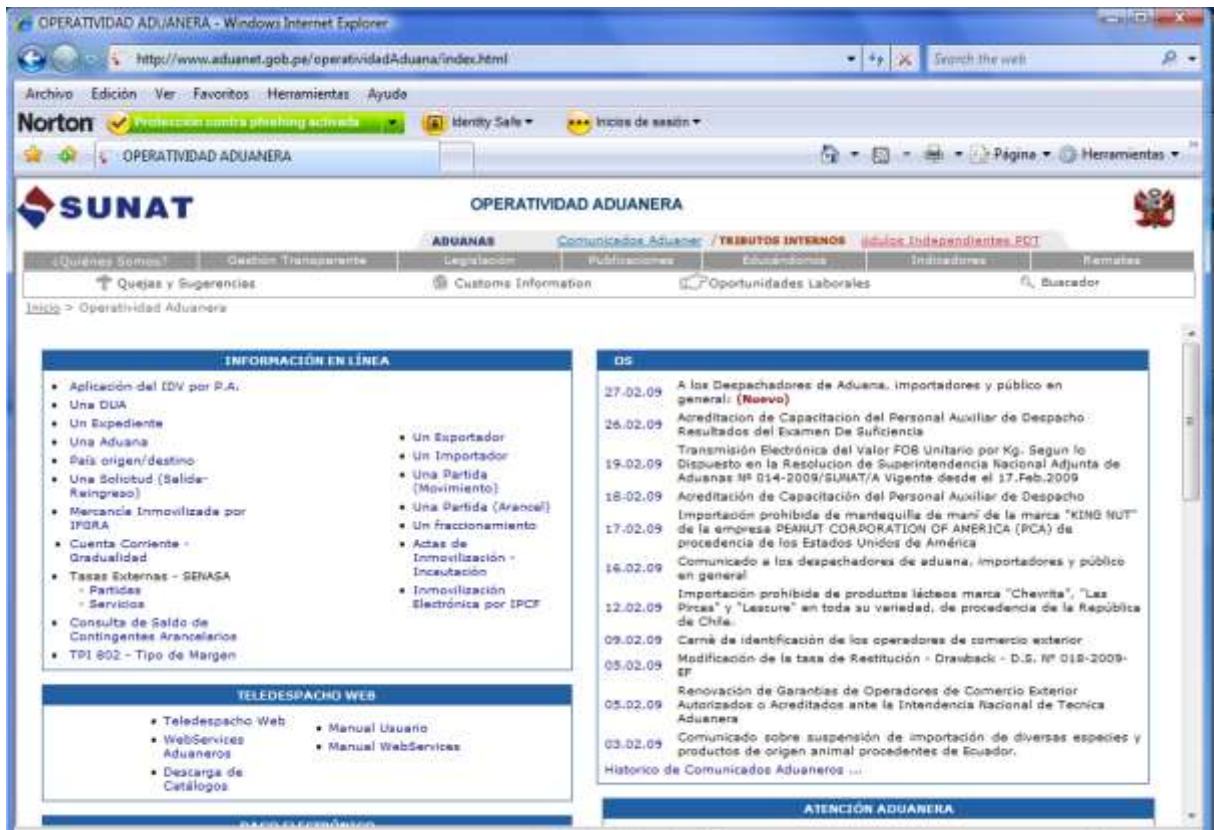 OPERATIVIDAD ADUANERA - Windows Internet Explorer
http://www.aduanet.gob.pe/operatividadAduana/index.html
Search the web
Archivo Edición Ver Favoritos Herramientas Ayuda
Norton Protección contra phishing activada Identity Safe Inicios de sesión
OPERATIVIDAD ADUANERA
Página Herramientas
SUNAT
OPERATIVIDAD ADUANERA
ADUANAS Comunicados Aduaner / TRIBUTOS INTERNOS ódulos Independientes PDT
¿Quiénes Somos? Gestión Transparente Legislación Publicaciones Educándonos Indicadores Remates
Quejas y Sugerencias Customs Information Oportunidades Laborales Buscador
Inicio > Operatividad Aduanera
INFORMACIÓN EN LÍNEA
Aplicación del IDV por P.A.
Una DUA
Un Expediente
Una Aduana
País origen/destino
Una Solicitud (Salida-
Reingreso)
Mercancía Inmovilizada por
IFGRA
Cuenta Corriente -
Gradualidad
Tasas Externas - SENASA
- Partidas
- Servicios
Consulta de Saldo de
Contingentes Arancelarios
TPI 802 - Tipo de Margen
Un Exportador
Un Importador
Una Partida
(Movimiento)
Una Partida (Arancel)
Un fraccionamiento
Actas de
Inmovilización -
Incautación
Inmovilización
Electrónica por IPCF
TELEDESPACHO WEB
Teledespacho Web
WebServices
Aduaneros
Descarga de
Catálogos
Manual Usuario
Manual WebServices
OS
27.02.09 A los Despachadores de Aduana, importadores y público en
general: (Nuevo)
26.02.09 Acreditacion de Capacitacion del Personal Auxiliar de Despacho
Resultados del Examen De Suficiencia
Transmisión Electrónica del Valor FOB Unitario por Kg. Segun lo
19.02.09 Dispuesto en la Resolucion de Superintendencia Nacional Adjunta de
Aduanas Nº 014-2009/SUNAT/A Vigente desde el 17.Feb.2009
18-02.09 Acreditación de Capacitación del Personal Auxiliar de Despacho
Importación prohibida de mantequilla de maní de la marca "KING NUT"
17.02.09 de la empresa PEANUT CORPORATION OF AMERICA (PCA) de
procedencia de los Estados Unidos de América
16.02.09 Comunicado a los despachadores de aduana, importadores y público
en general
Importación prohibida de productos lácteos marca "Chevrita", "Las
12.02.09 Pircas" y "Lescure" en toda su variedad, de procedencia de la República
de Chile.
09.02.09 Carné de identificación de los operadores de comercio exterior
05.02.09 Modificación de la tasa de Restitución - Drawback - D.S. Nº 018-2009-
EF
Renovación de Garantías de Operadores de Comercio Exterior
05.02.09 Autorizados o Acreditados ante la Intendencia Nacional de Tecnica
Aduanera
03.02.09 Comunicado sobre suspensión de importación de diversas especies y
productos de origen animal procedentes de Ecuador.
Historico de Comunicados Aduaneros ...
ATENCIÓN ADUANERA